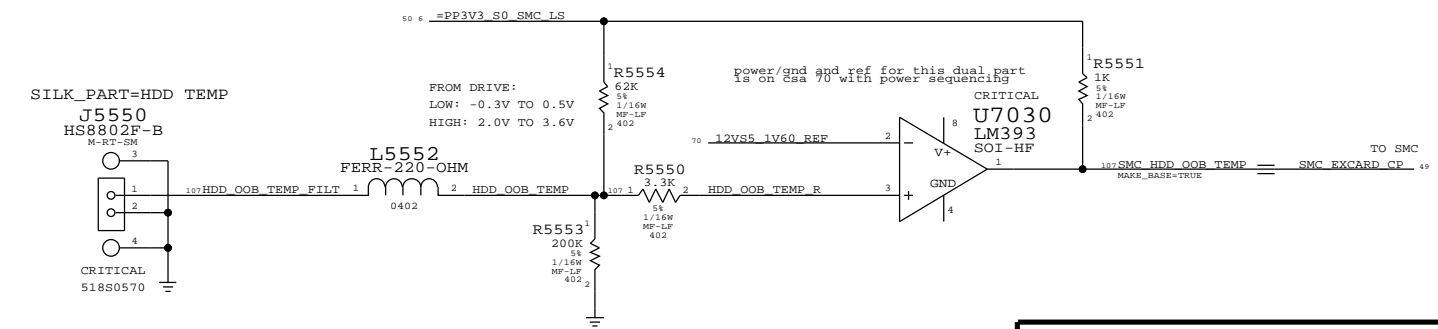 50 6 =PP3V3_S0_SMC_LS
SILK_PART=HDD TEMP
J5550
HS8802F-B
M-RT-SM
3
1
2
4
CRITICAL
518S0570
107 HDD_OOB_TEMP_FILT
L5552
FERR-220-OHM
1
2
0402
HDD_OOB_TEMP
107
FROM DRIVE:
LOW: -0.3V TO 0.5V
HIGH: 2.0V TO 3.6V
1
R5554
62K
5%
1/16W
MF-LF
402
2
R5553
1
200K
5%
1/16W
MF-LF
402
2
R5550
3.3K
1
2
5%
1/16W
MF-LF
402
HDD_OOB_TEMP_R
power/gnd and ref for this dual part
is on csa 70 with power sequencing
70 12VS5_1V60_REF
CRITICAL
U7030
LM393
SOI-HF
2
3
8
V+
GND
4
1
1
R5551
1K
5%
1/16W
MF-LF
402
2
107 SMC_HDD_OOB_TEMP
MAKE_BASE=TRUE
TO SMC
SMC_EXCARD_CP 49